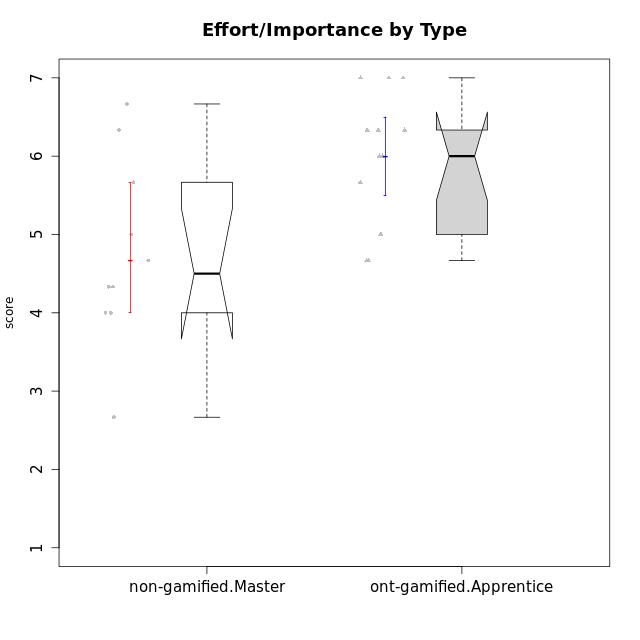 Effort/Importance by Type
7
6
5
4
3
2
1
score
non-gamified.Master
ont-gamified.Apprentice